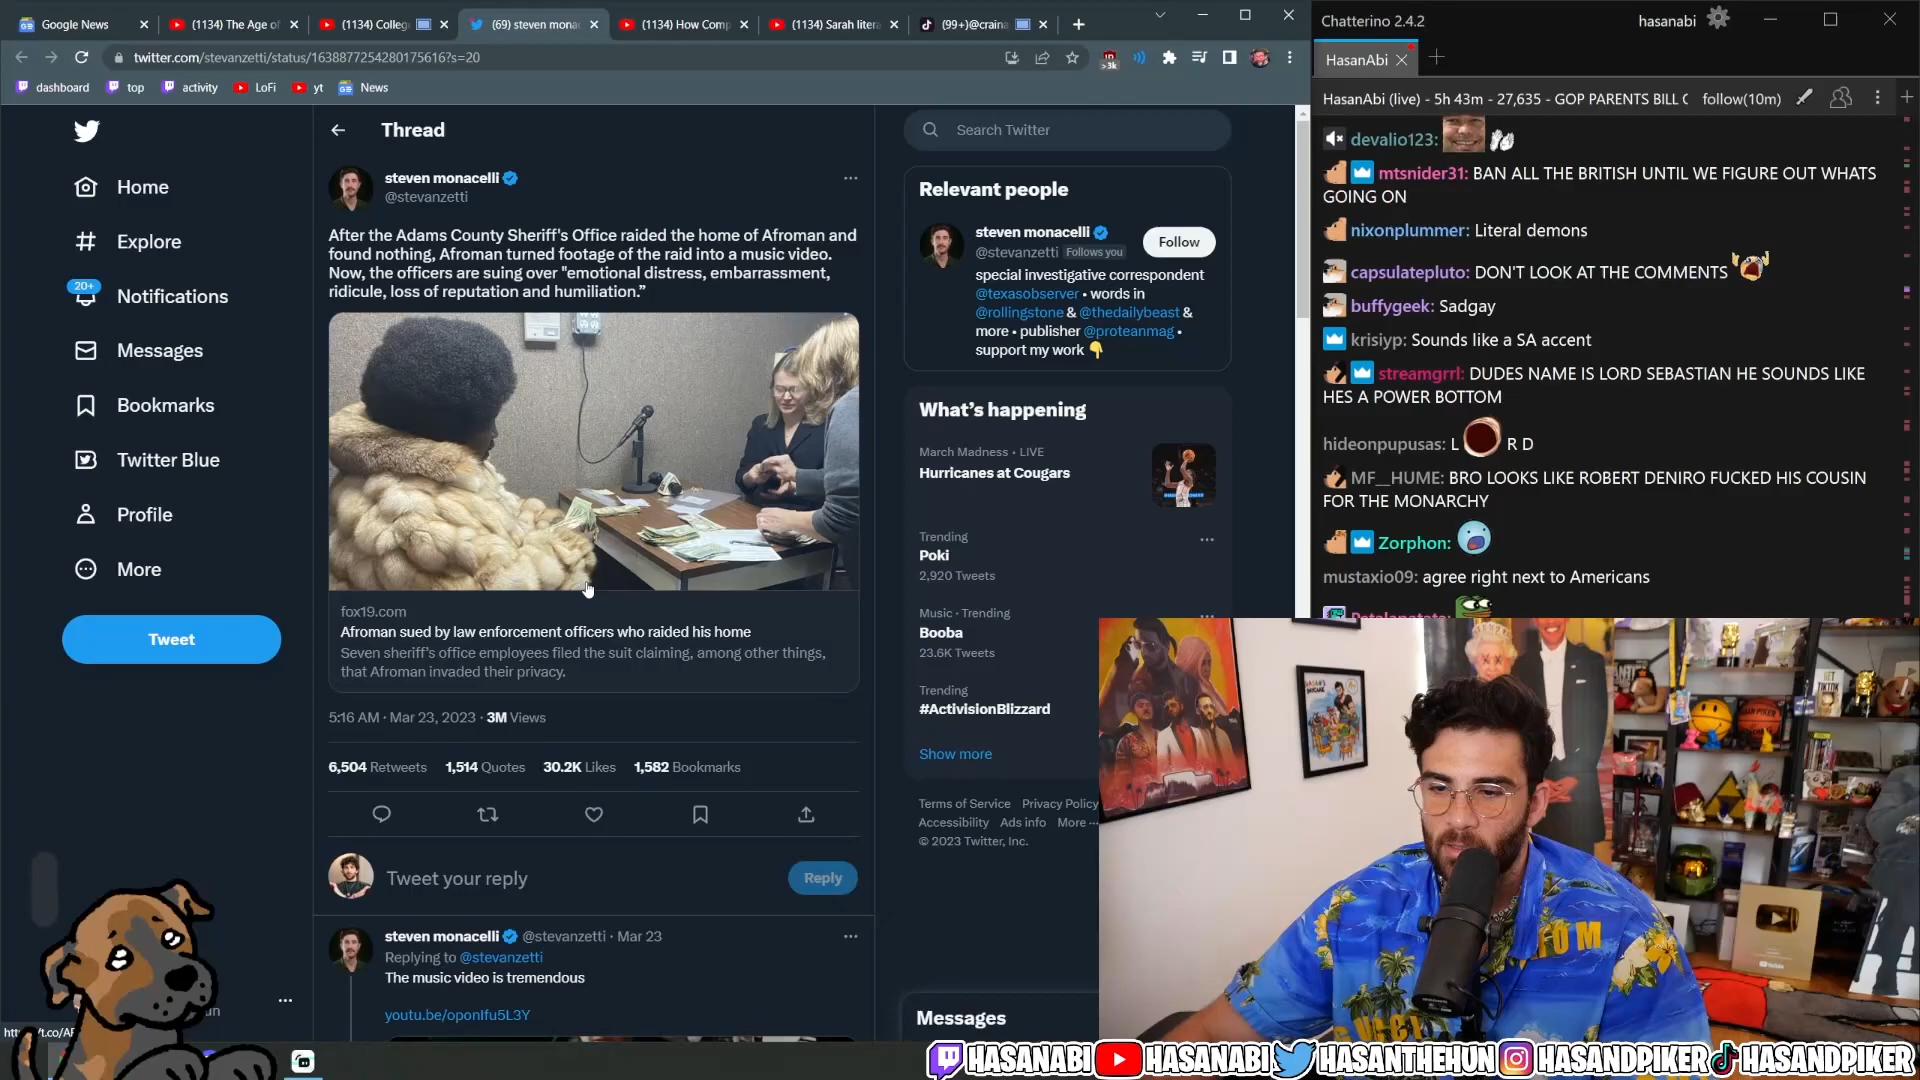 Google News
(1134) The Age of
(1134) Colleg
(69) steven mona
(1134) How Comp
(1134) Sarah litera
(99+)@craina
twitter.com/stevanzetti/status/1638877254280175616?s=20
dashboard
top
activity
LoFi
yt
News
Home
Explore
20+
Notifications
Messages
Bookmarks
Twitter Blue
Profile
More
Tweet
Thread
steven monacelli
@stevanzetti
After the Adams County Sheriff's Office raided the home of Afroman and
found nothing, Afroman turned footage of the raid into a music video.
Now, the officers are suing over "emotional distress, embarrassment,
ridicule, loss of reputation and humiliation.”
fox19.com
Afroman sued by law enforcement officers who raided his home
Seven sheriff's office employees filed the suit claiming, among other things,
that Afroman invaded their privacy.
5:16 AM · Mar 23, 2023 · 3M Views
6,504 Retweets 1,514 Quotes 30.2K Likes 1,582 Bookmarks
Tweet your reply
Reply
steven monacelli @stevanzetti · Mar 23
Replying to @stevanzetti
The music video is tremendous
youtu.be/oponIfu5L3Y
Search Twitter
Relevant people
steven monacelli
@stevanzetti Follows you
Follow
special investigative correspondent
@texasobserver • words in
@rollingstone & @thedailybeast &
more • publisher @proteanmag •
support my work
What's happening
March Madness · LIVE
Hurricanes at Cougars
Trending
Poki
2,920 Tweets
Music · Trending
Booba
23.6K Tweets
Trending
#ActivisionBlizzard
Show more
Terms of Service Privacy Policy
Accessibility Ads info More ···
© 2023 Twitter, Inc.
Messages
Chatterino 2.4.2
hasanabi
HasanAbi
HasanAbi (live) - 5h 43m - 27,635 - GOP PARENTS BILL
follow(10m)
devalio123:
mtsnider31: BAN ALL THE BRITISH UNTIL WE FIGURE OUT WHATS
GOING ON
nixonplummer: Literal demons
capsulatepluto: DON'T LOOK AT THE COMMENTS
buffygeek: Sadgay
krisiyp: Sounds like a SA accent
streamgrrl: DUDES NAME IS LORD SEBASTIAN HE SOUNDS LIKE
HES A POWER BOTTOM
hideonpupusas: L R D
MF__HUME: BRO LOOKS LIKE ROBERT DENIRO FUCKED HIS COUSIN
FOR THE MONARCHY
Zorphon:
mustaxio09: agree right next to Americans
HASANABI HASANABI HASANTHEHUN HASANDPIKER HASANDPIKER